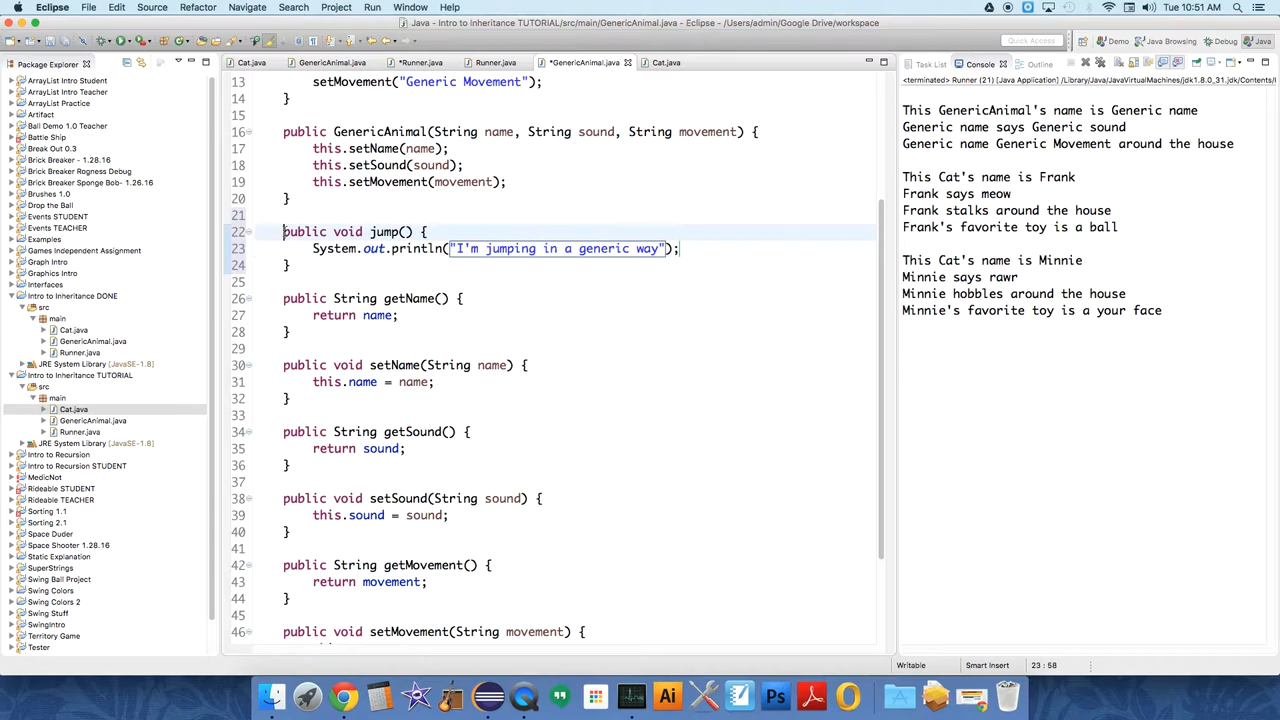 Eclipse File Edit Source Refactor Navigate Search Project Run Window Help Tue 10:51 AM
Java - Intro to Inheritance TUTORIAL/src/main/GenericAnimal.java - Eclipse - /Users/admin/Google Drive/workspace
Quick Access Demo Java Browsing Debug Java
Package Explorer
ArrayList Intro Student
ArrayList Intro Teacher
ArrayList Practice
Artifact
Ball Demo 1.0 Teacher
Battle Ship
Break Out 0.3
Brick Breaker - 1.28.16
Brick Breaker Rogness Debug
Brick Breaker Sponge Bob- 1.26.16
Brushes 1.0
Drop the Ball
Events STUDENT
Events TEACHER
Examples
Games Independent Assignment
Graph Intro
Graphics Intro
Interfaces
Intro to Inheritance DONE
src
main
Cat.java
GenericAnimal.java
Runner.java
JRE System Library [JavaSE-1.8]
Intro to Inheritance TUTORIAL
src
main
Cat.java
GenericAnimal.java
Runner.java
JRE System Library [JavaSE-1.8]
Intro to Recursion
Intro to Recursion STUDENT
MedicNot
Rideable STUDENT
Rideable TEACHER
Sorting 1.1
Sorting 2.1
Space Duder
Space Shooter 1.28.16
Static Explanation
SuperStrings
Swing Ball Project
Swing Colors
Swing Colors 2
Swing Stuff
SwingIntro
Territory Game
Tester
Cat.java GenericAnimal.java *Runner.java Runner.java *GenericAnimal.java Cat.java
13 setMovement("Generic Movement");
14 }
15
16 public GenericAnimal(String name, String sound, String movement) {
17 this.setName(name);
18 this.setSound(sound);
19 this.setMovement(movement);
20 }
21
22 public void jump() {
23 System.out.println("I'm jumping in a generic way");
24 }
25
26 public String getName() {
27 return name;
28 }
29
30 public void setName(String name) {
31 this.name = name;
32 }
33
34 public String getSound() {
35 return sound;
36 }
37
38 public void setSound(String sound) {
39 this.sound = sound;
40 }
41
42 public String getMovement() {
43 return movement;
44 }
45
46 public void setMovement(String movement) {
Task List Console Outline
<terminated> Runner (21) [Java Application] /Library/Java/JavaVirtualMachines/jdk1.8.0_31.jdk/Contents/
This GenericAnimal's name is Generic name
Generic name says Generic sound
Generic name Generic Movement around the house
This Cat's name is Frank
Frank says meow
Frank stalks around the house
Frank's favorite toy is a ball
This Cat's name is Minnie
Minnie says rawr
Minnie hobbles around the house
Minnie's favorite toy is a your face
Writable Smart Insert 23 : 58
Ai Ps